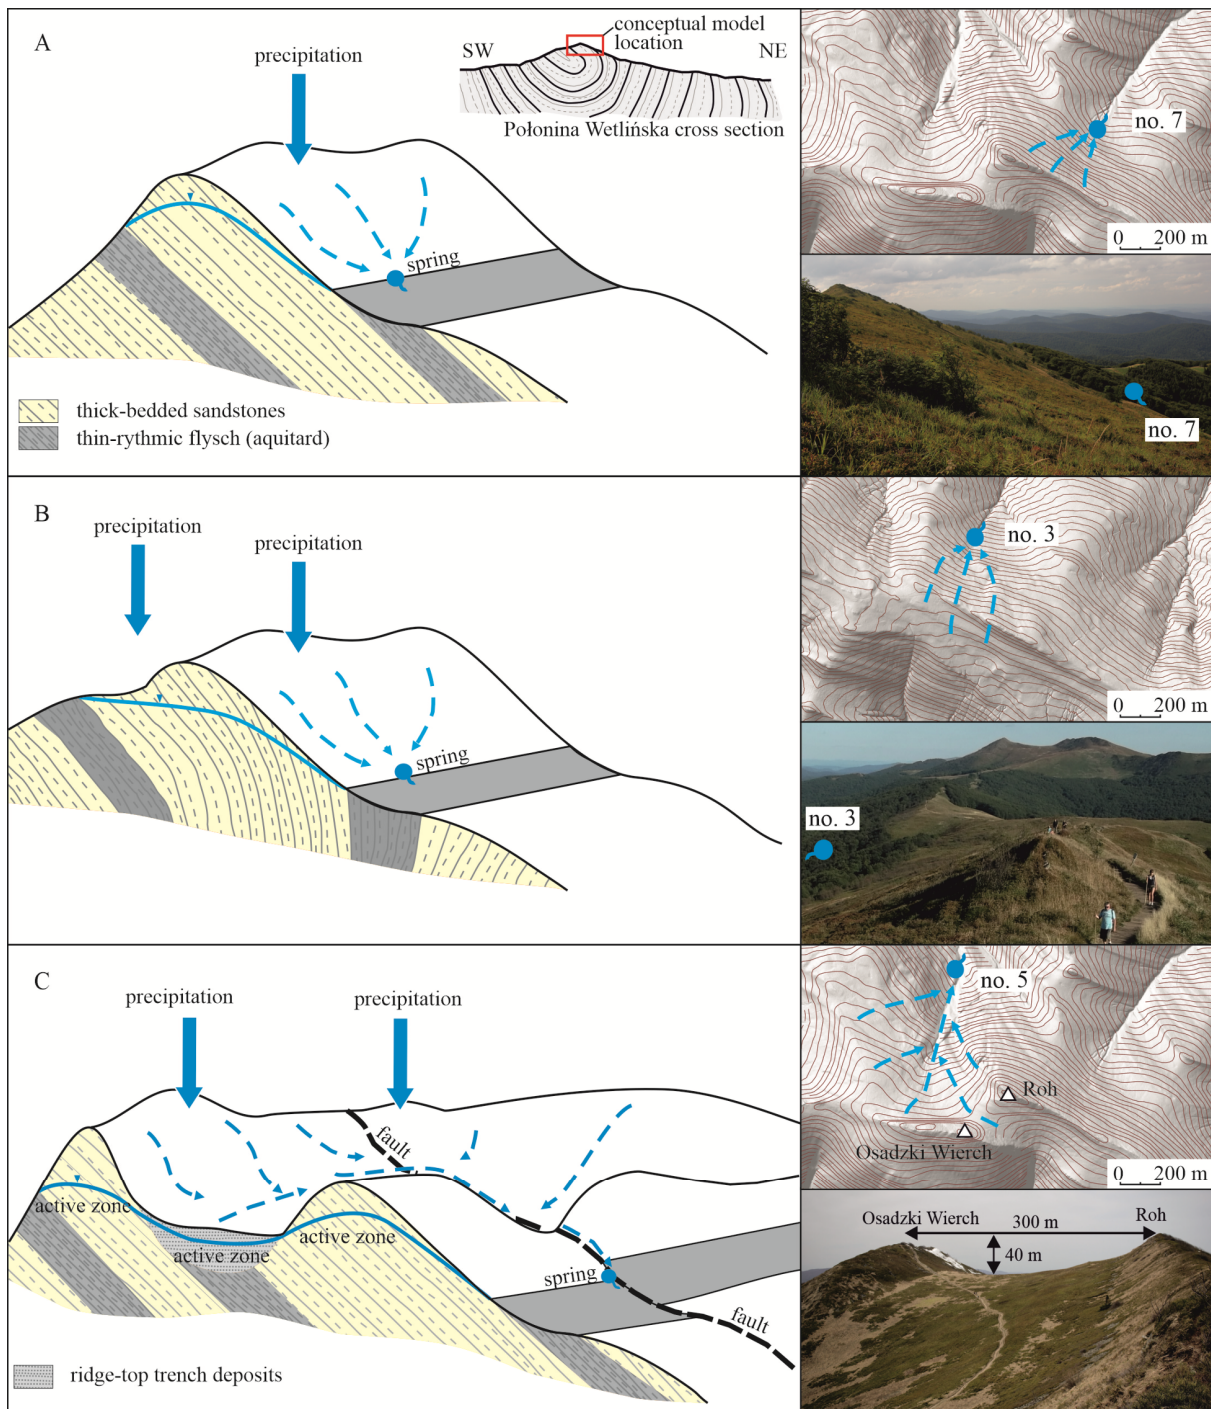 A
precipitation
SW
conceptual model
location
NE
Połonina Wetlińska cross section
spring
thick-bedded sandstones
thin-rythmic flysch (aquitard)
no. 7
0 200 m
no. 7
B
precipitation
precipitation
spring
no. 3
0 200 m
no. 3
C
precipitation
precipitation
fault
active zone
active zone
active zone
spring
fault
ridge-top trench deposits
no. 5
Roh
Osadzki Wierch
0 200 m
Osadzki Wierch
300 m
Roh
40 m